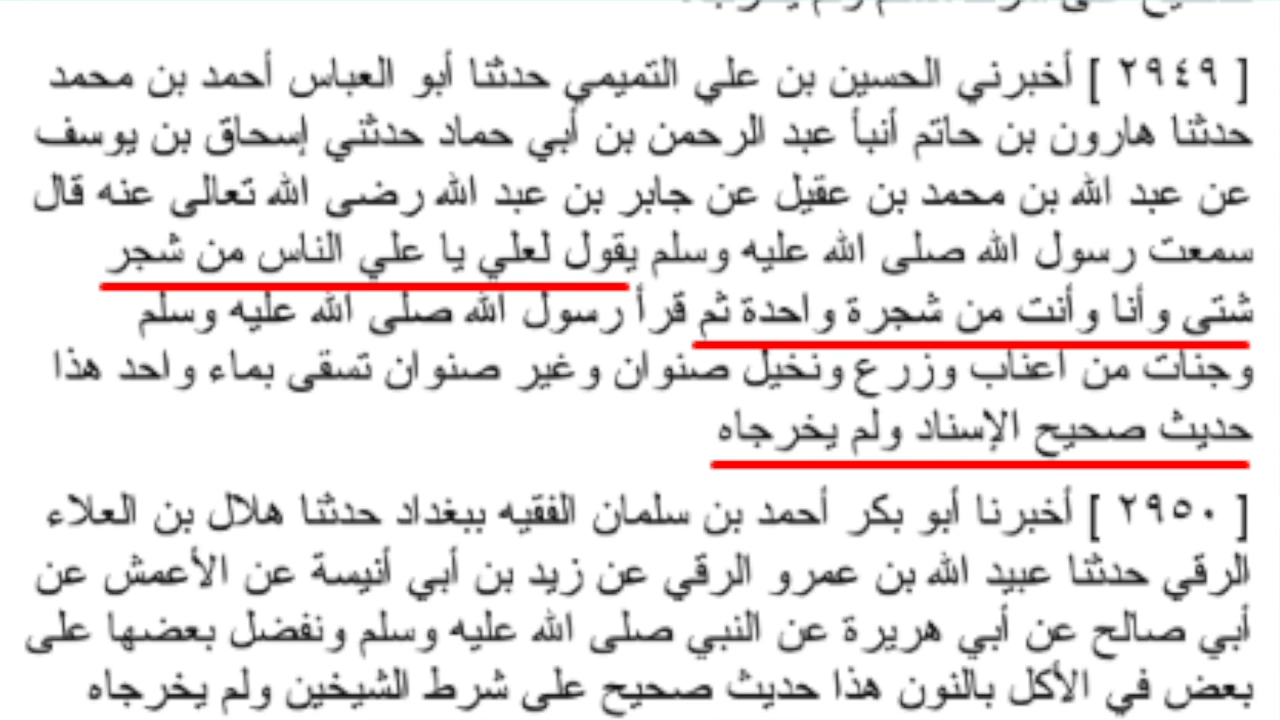 [ ٢٩٤٩ ] أخبرني الحسين بن علي التميمي حدثنا أبو العباس أحمد بن محمد
حدثنا هارون بن حاتم أنبأ عبد الرحمن بن أبي حماد حدثني إسحاق بن يوسف
عن عبد الله بن محمد بن عقيل عن جابر بن عبد الله رضى الله تعالى عنه قال
سمعت رسول الله صلى الله عليه وسلم يقول لعلي يا علي الناس من شجر
شتى وأنا وأنت من شجرة واحدة ثم قرأ رسول الله صلى الله عليه وسلم
وجنات من أعناب وزرع ونخيل صنوان وغير صنوان تسقى بماء واحد هذا
حديث صحيح الإسناد ولم يخرجاه
[ ٢٩٥٠ ] أخبرنا أبو بكر أحمد بن سلمان الفقيه ببغداد حدثنا هلال بن العلاء
الرقي حدثنا عبيد الله بن عمرو الرقي عن زيد بن أبي أنيسة عن الأعمش عن
أبي صالح عن أبي هريرة عن النبي صلى الله عليه وسلم ونفضل بعضها على
بعض في الأكل بالنون هذا حديث صحيح على شرط الشيخين ولم يخرجاه